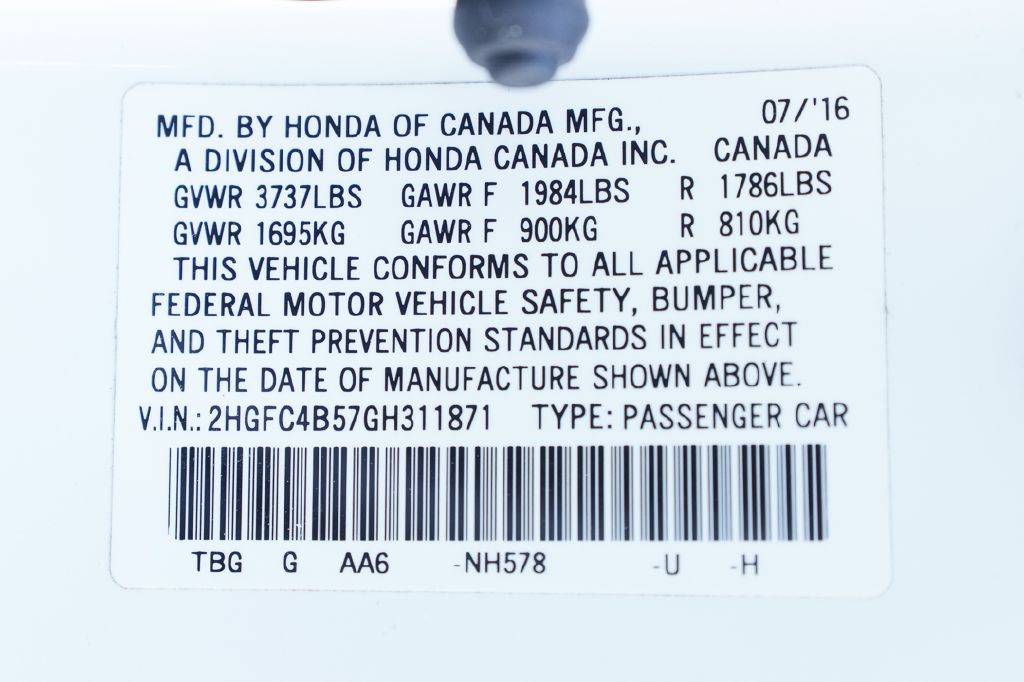 07/'16
MFD. BY HONDA OF CANADA MFG.,
A DIVISION OF HONDA CANADA INC. CANADA
GVWR 3737LBS GAWR F 1984LBS R 1786LBS
GVWR 1695KG GAWR F 900KG R 810KG
THIS VEHICLE CONFORMS TO ALL APPLICABLE
FEDERAL MOTOR VEHICLE SAFETY, BUMPER,
AND THEFT PREVENTION STANDARDS IN EFFECT
ON THE DATE OF MANUFACTURE SHOWN ABOVE.
V.I.N.: 2HGFC4B57GH311871 TYPE: PASSENGER CAR
TBG G AA6 -NH578 -U -H